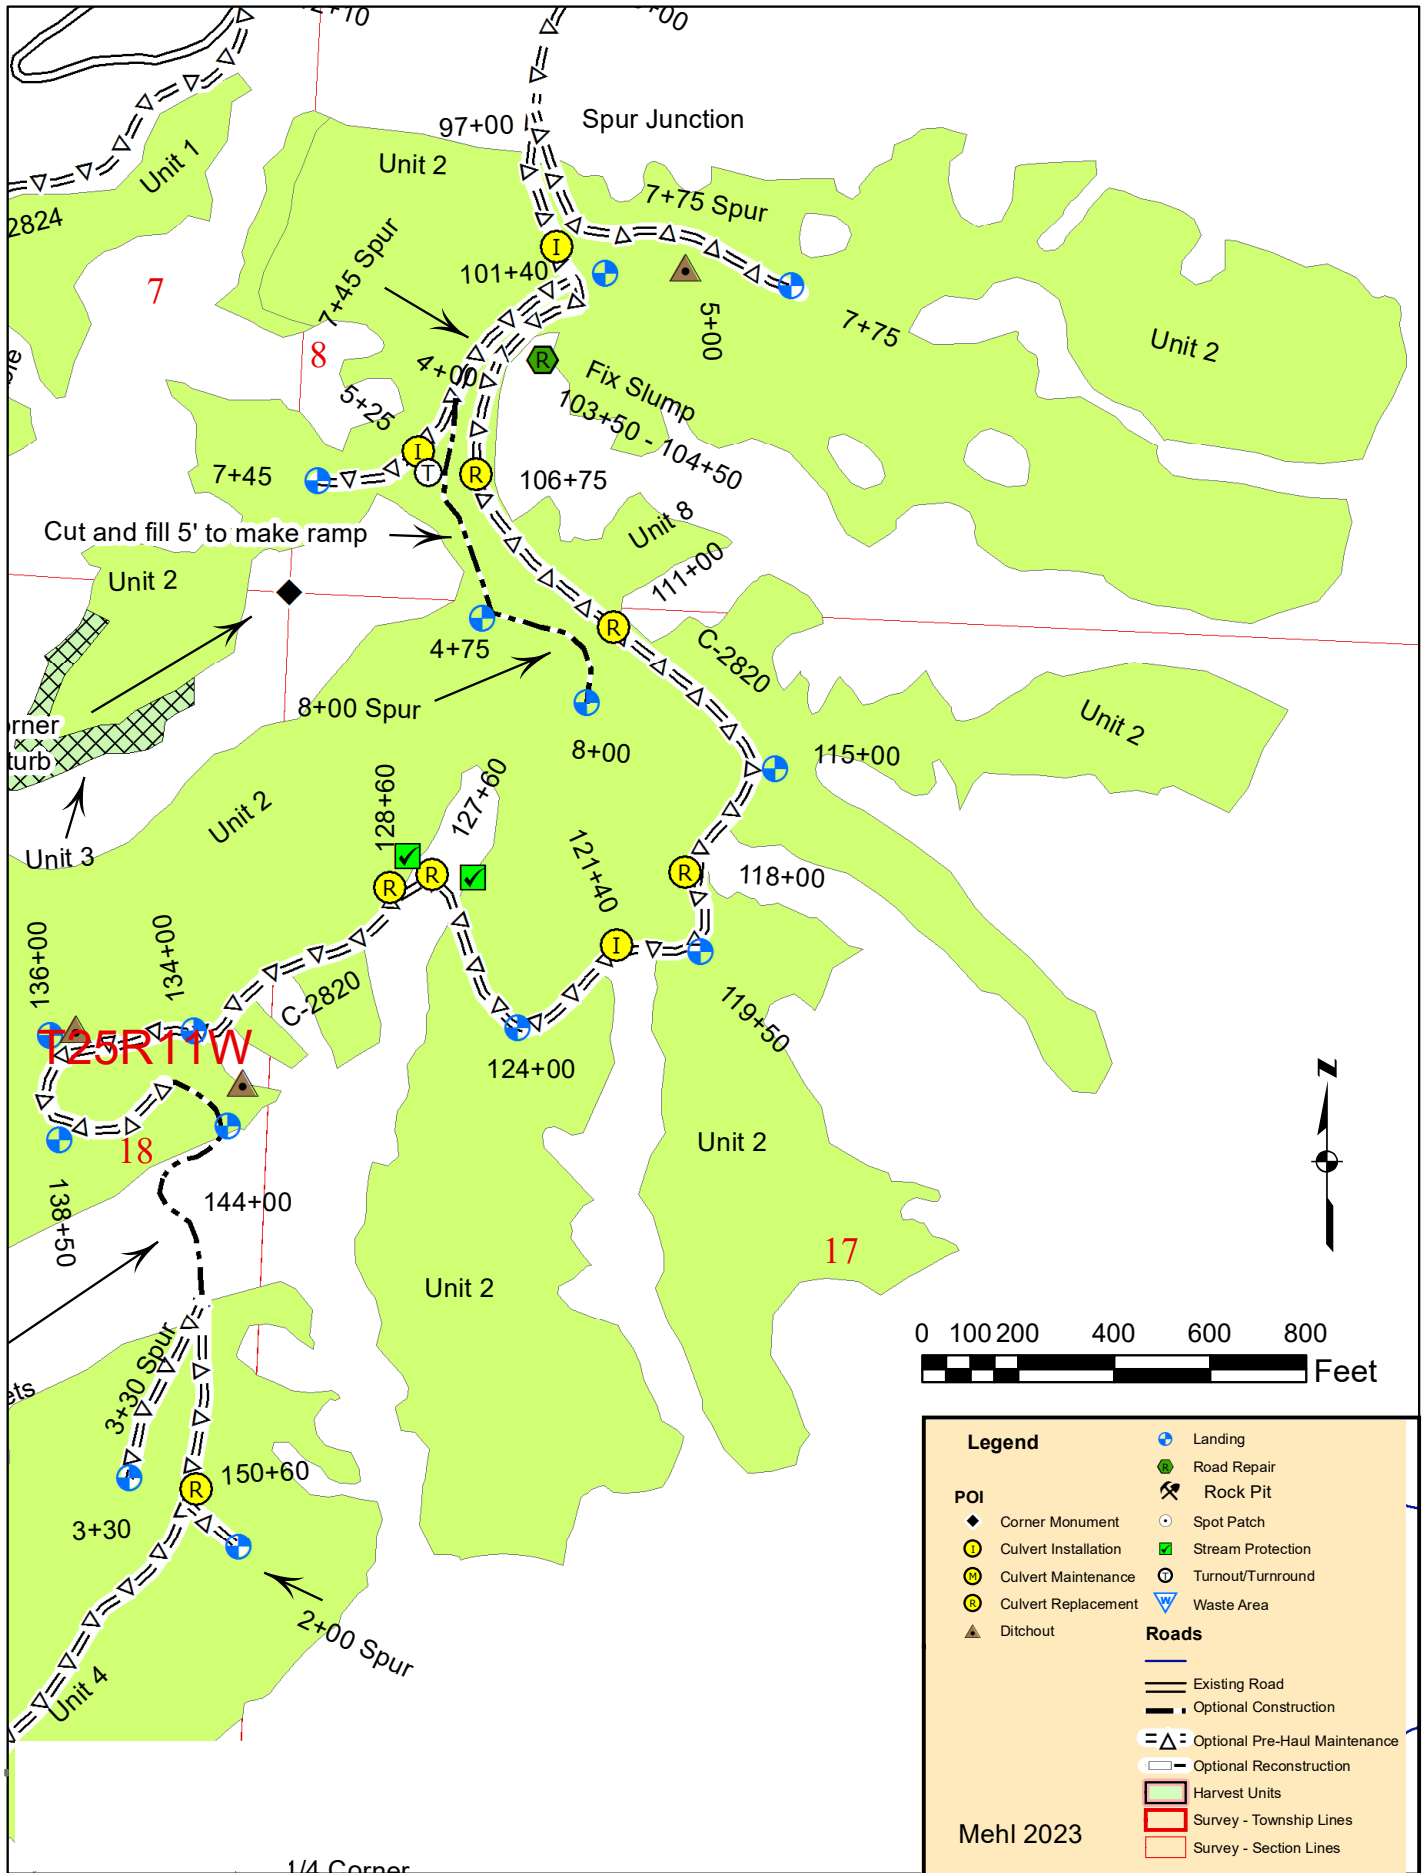 97+00
Spur Junction
Unit 2
Unit 1
2824
7+75 Spur
7+45 Spur
101+40
I
7
5+00
7+75
Unit 2
8
4+00
R
Fix Slump
103+50 - 104+50
5+25
I
T
R
7+45
106+75
Cut and fill 5' to make ramp
Unit 8
Unit 2
111+00
R
4+75
C-2820
8+00 Spur
Unit 2
8+00
115+00
Unit 3
Unit 2
128+60
127+60
R
R
121+40
R
118+00
I
136+00
134+00
C-2820
119+50
T25R11W
124+00
18
Unit 2
138+50
144+00
17
Unit 2
z
3+30 Spur
R
150+60
3+30
2+00 Spur
Unit 4
1/4 Corner
0 100 200 400 600 800
Feet
Legend
POI
Corner Monument
I Culvert Installation
M Culvert Maintenance
R Culvert Replacement
Ditchout
Landing
R Road Repair
Rock Pit
Spot Patch
Stream Protection
T Turnout/Turnround
W Waste Area
Roads
Existing Road
Optional Construction
Optional Pre-Haul Maintenance
Optional Reconstruction
Harvest Units
Survey - Township Lines
Survey - Section Lines
Mehl 2023